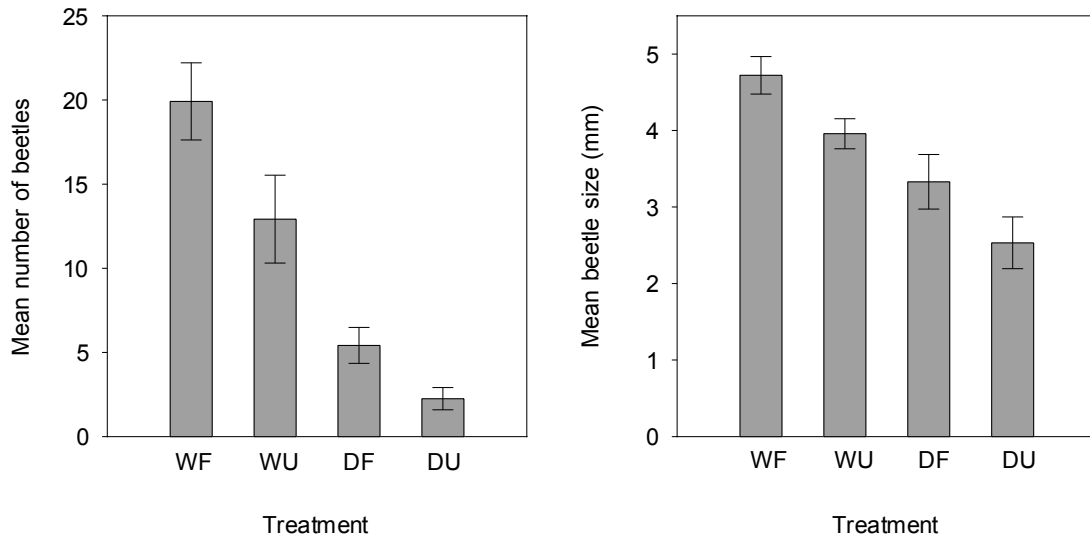 Mean number of beetles
25
20
15
10
5
0
WF WU DF DU
Treatment
Mean beetle size (mm)
5
4
3
2
1
0
WF WU DF DU
Treatment